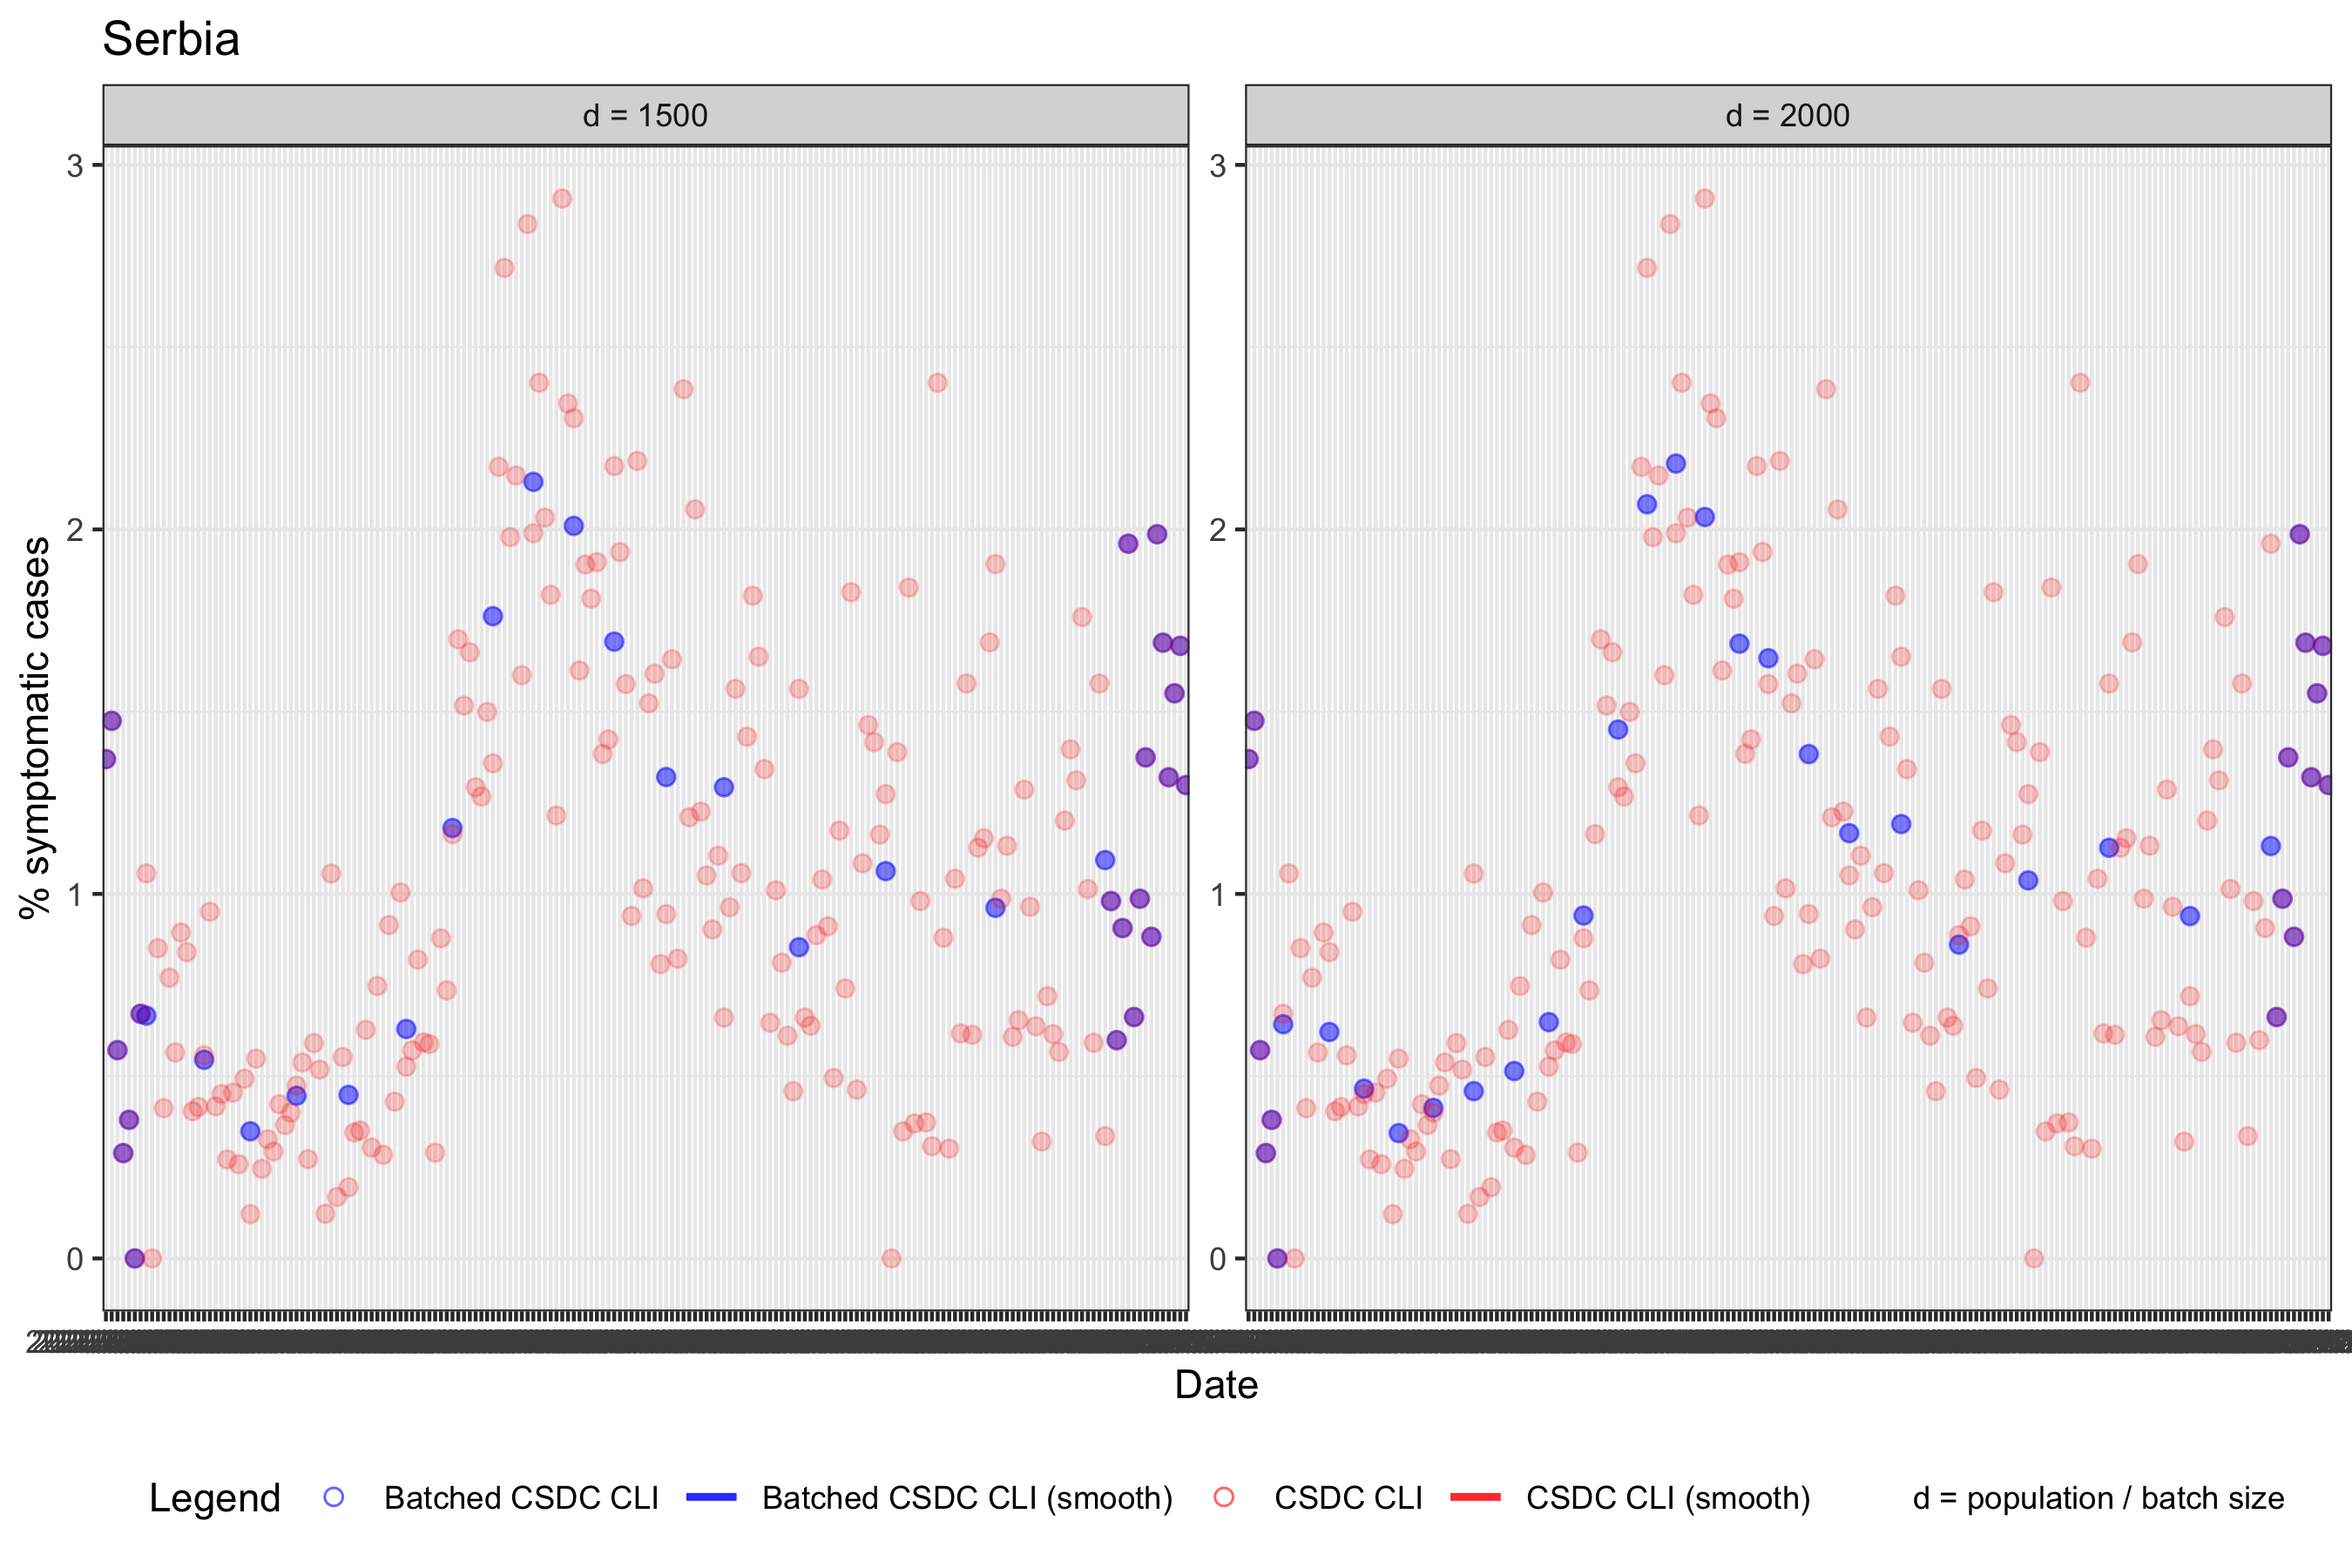 Serbia
d = 1500
d = 2000
3
2
1
0
3
2
1
0
% symptomatic cases
Date
Legend
Batched CSDC CLI
Batched CSDC CLI (smooth)
CSDC CLI
CSDC CLI (smooth)
d = population / batch size